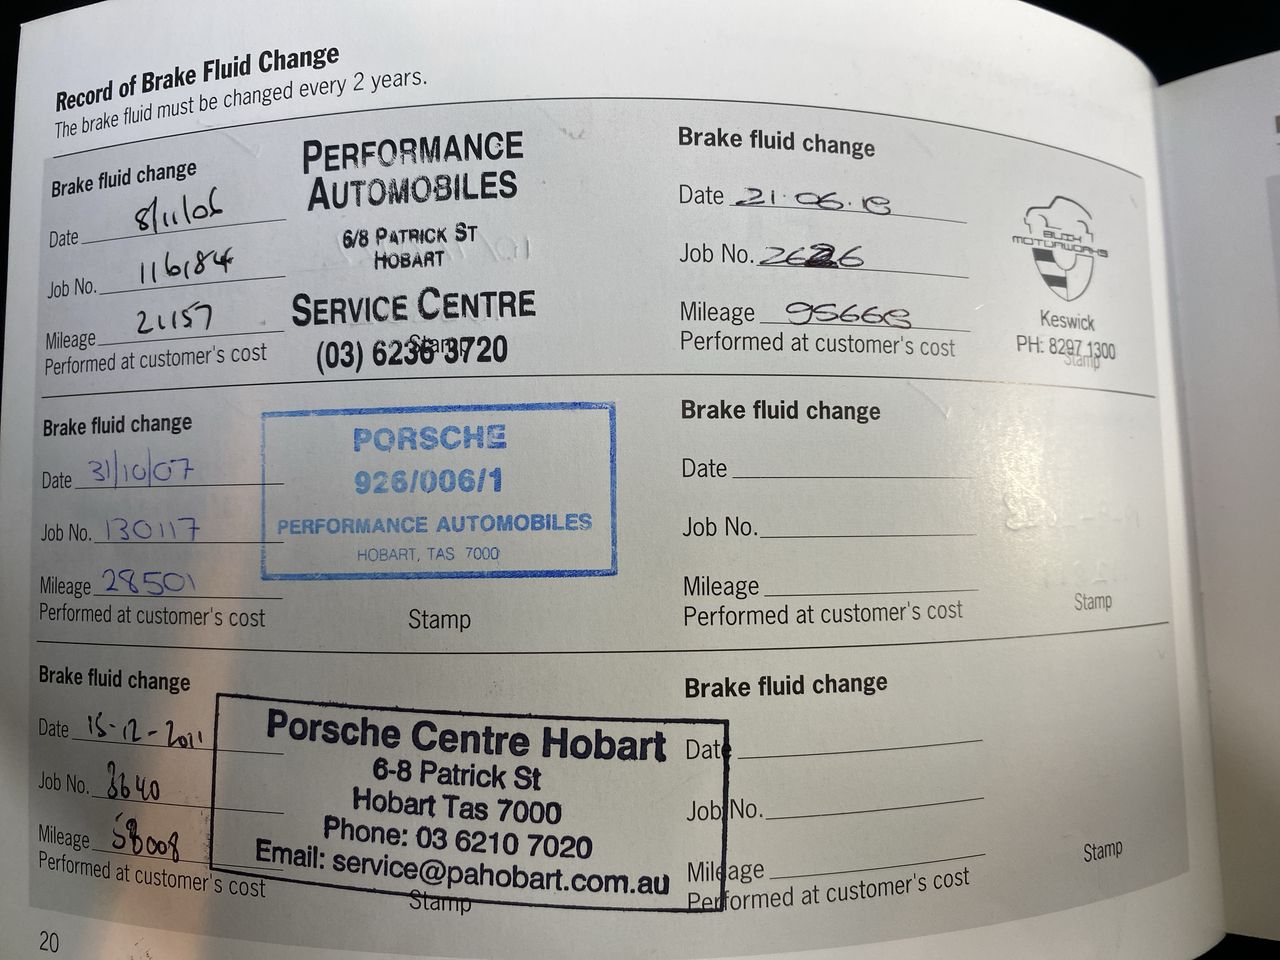 Record of Brake Fluid Change
The brake fluid must be changed every 2 years.
Brake fluid change
Date 8/11/06
Job No. 116184
Mileage 21157
Performed at customer's cost
PERFORMANCE
AUTOMOBILES
6/8 PATRICK ST
HOBART
SERVICE CENTRE
(03) 6236 3720
Stamp
Brake fluid change
Date 31/10/07
Job No. 130117
Mileage 28501
Performed at customer's cost
PORSCHE
926/006/1
PERFORMANCE AUTOMOBILES
HOBART, TAS 7000
Stamp
Brake fluid change
Date 15-12-2011
Job No. 3640
Mileage 58008
Performed at customer's cost
Porsche Centre Hobart
6-8 Patrick St
Hobart Tas 7000
Phone: 03 6210 7020
Email: service@pahobart.com.au
Stamp
20
Brake fluid change
Date 21.06.18
Job No.
Mileage 95668
Performed at customer's cost
MOTORWORKS
Keswick
PH: 8297 1300
Stamp
Brake fluid change
Date
Job No.
Mileage
Performed at customer's cost
Stamp
Brake fluid change
Date
Job No.
Mileage
Performed at customer's cost
Stamp